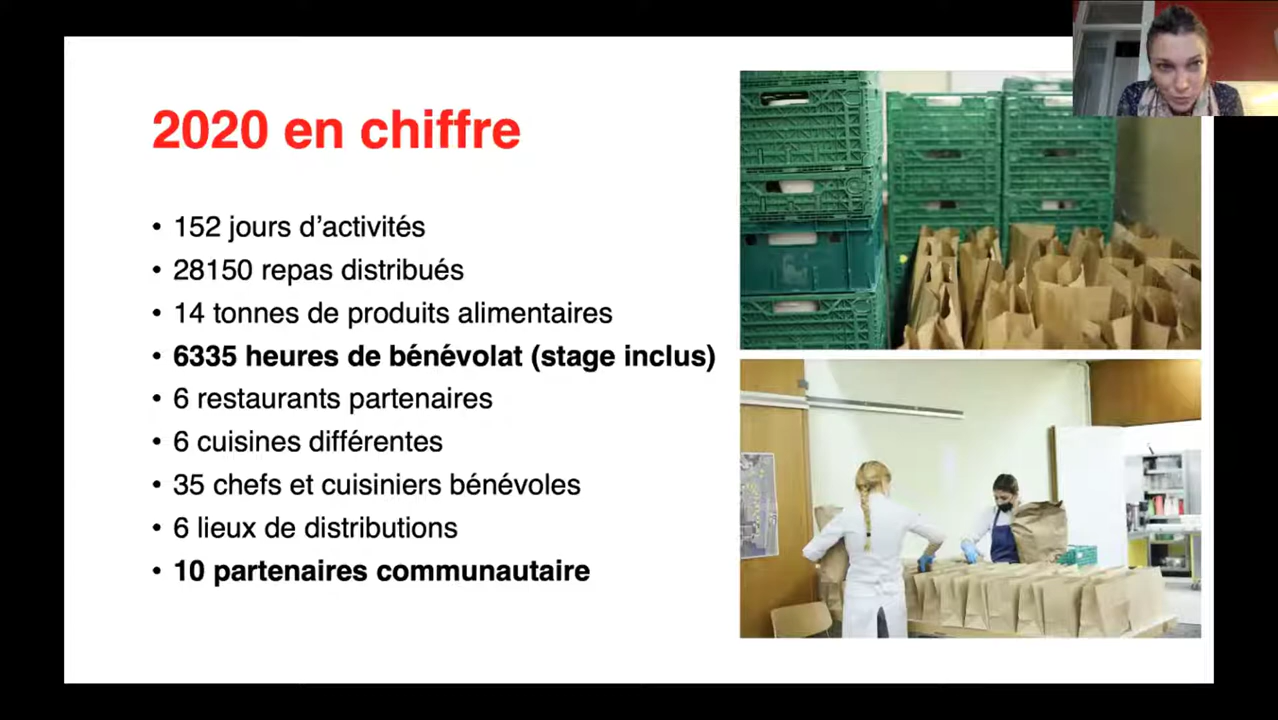 2020 en chiffre
• 152 jours d’activités
• 28150 repas distribués
• 14 tonnes de produits alimentaires
• 6335 heures de bénévolat (stage inclus)
• 6 restaurants partenaires
• 6 cuisines différentes
• 35 chefs et cuisiniers bénévoles
• 6 lieux de distributions
• 10 partenaires communautaire